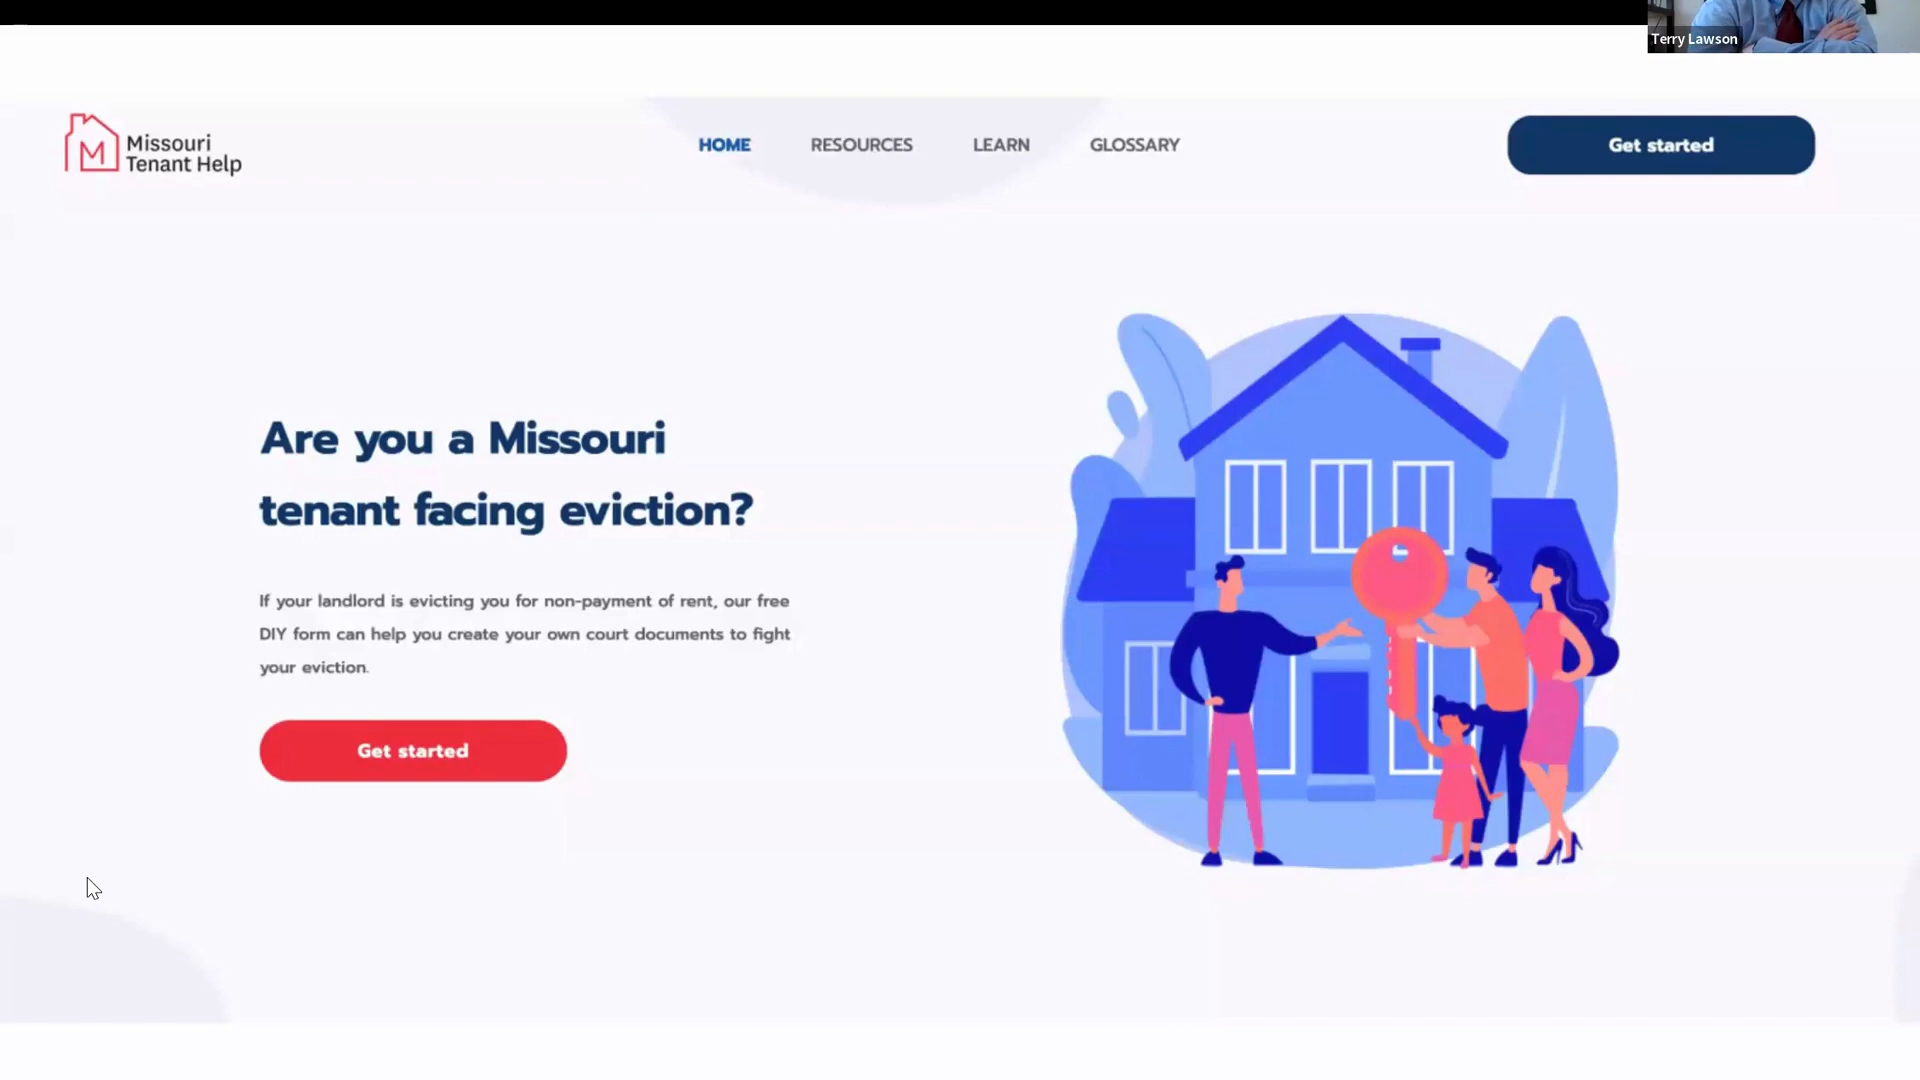 Terry Lawson
Missouri
Tenant Help
HOME
RESOURCES
LEARN
GLOSSARY
Get started
Are you a Missouri
tenant facing eviction?
If your landlord is evicting you for non-payment of rent, our free
DIY form can help you create your own court documents to fight
your eviction.
Get started